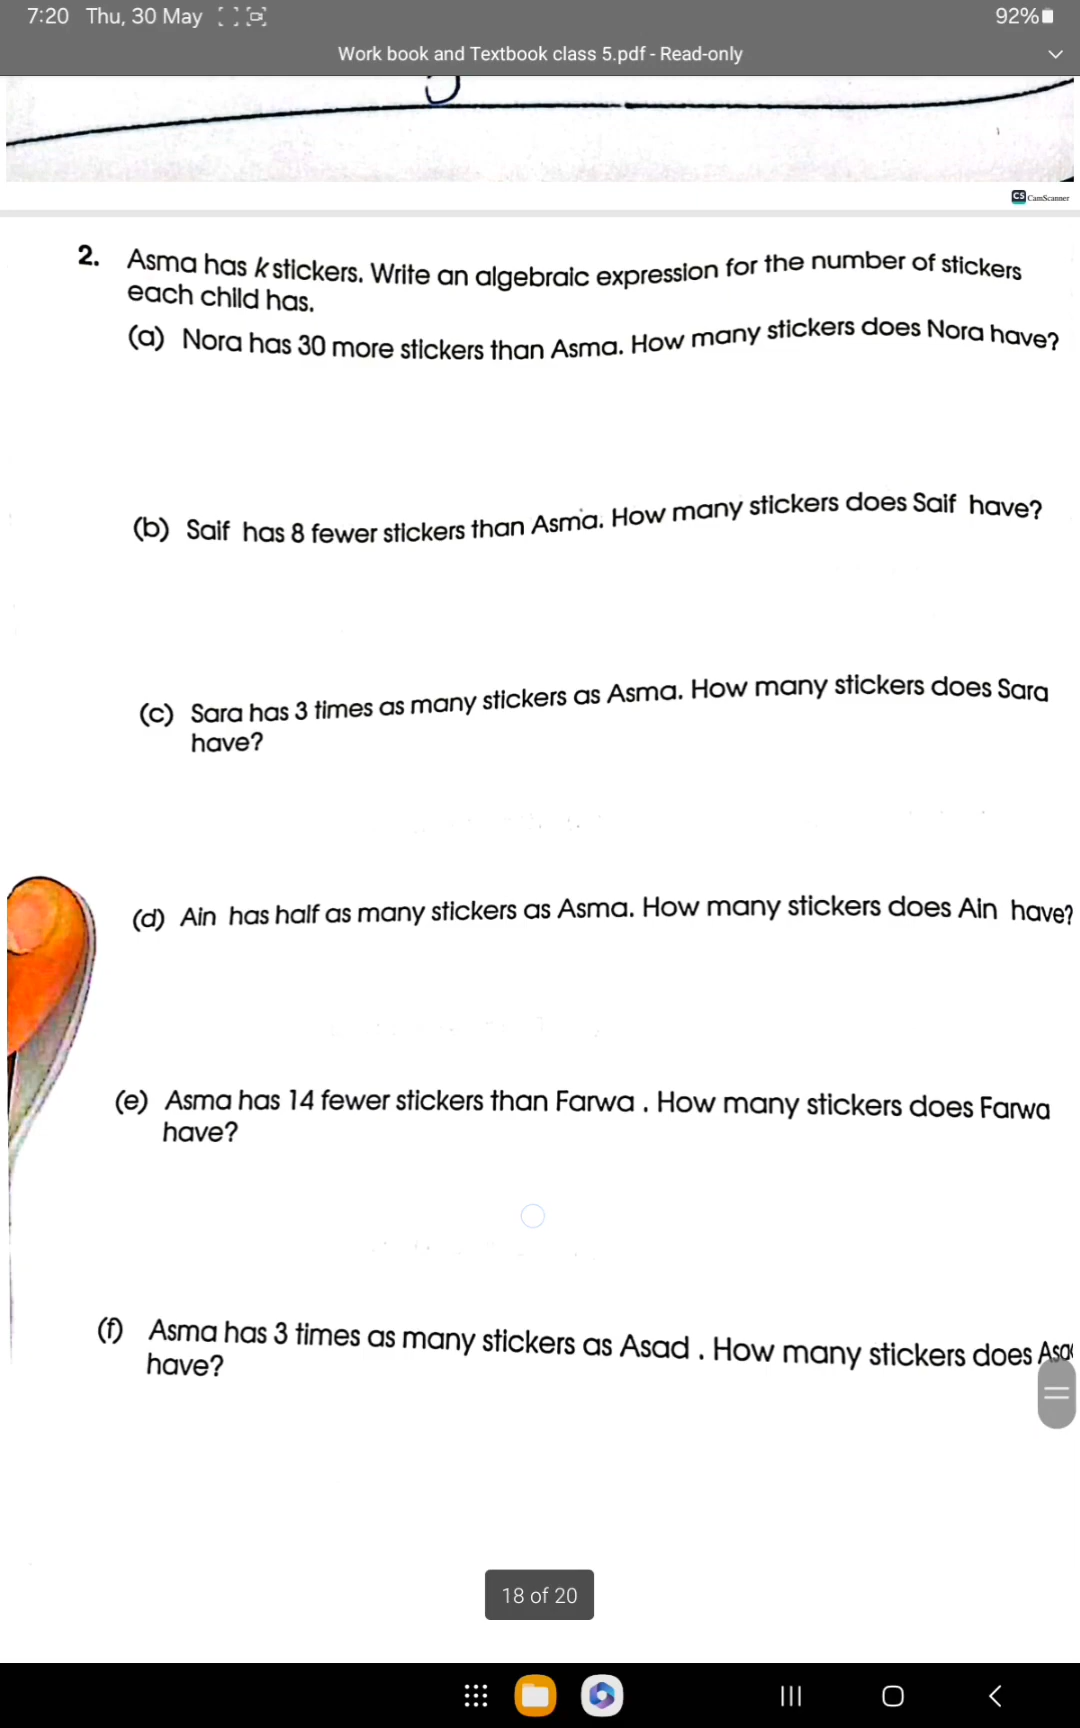 7:20 Thu, 30 May
92%
Work book and Textbook class 5.pdf - Read-only
CS CamScanner
2. Asma has k stickers. Write an algebraic expression for the number of stickers
each child has.
(a) Nora has 30 more stickers than Asma. How many stickers does Nora have?
(b) Saif has 8 fewer stickers than Asma. How many stickers does Saif have?
(c) Sara has 3 times as many stickers as Asma. How many stickers does Sara
have?
(d) Ain has half as many stickers as Asma. How many stickers does Ain have?
(e) Asma has 14 fewer stickers than Farwa . How many stickers does Farwa
have?
(f) Asma has 3 times as many stickers as Asad . How many stickers does
have?
18 of 20